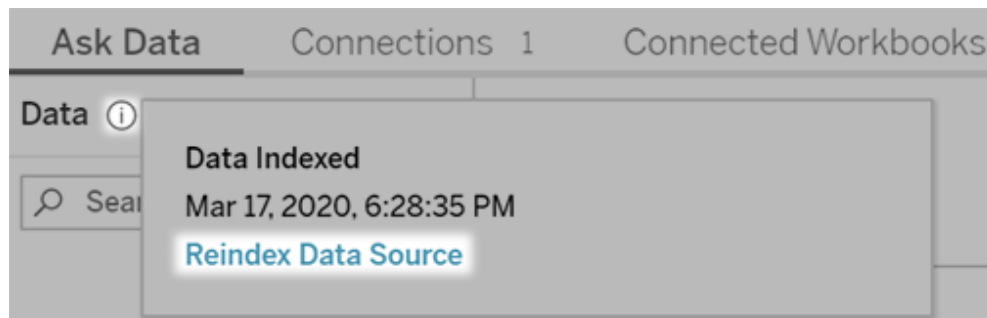 Ask Data Connections 1 Connected Workbooks
Data
Data Indexed
Mar 17, 2020, 6:28:35 PM
Reindex Data Source